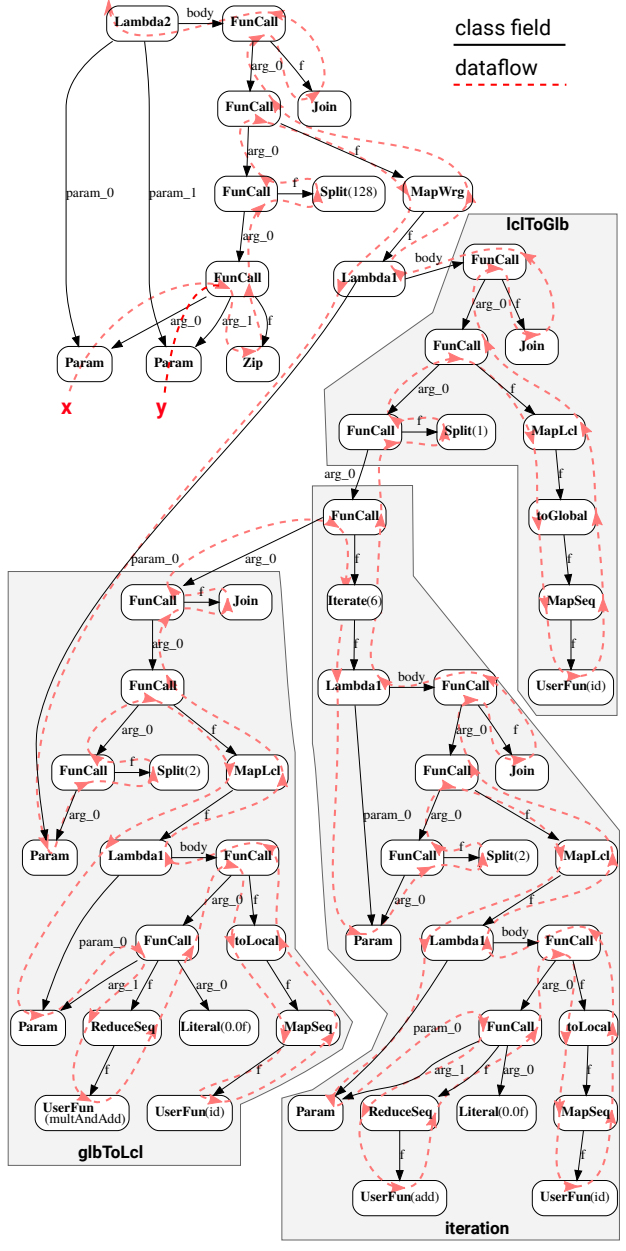 Lambda2 body FunCall class field
dataflow
arg_0 f
FunCall Join
f
arg_0
param_0 param_1 FunCall f Split(128) MapWrg
arg_0 f lclToGlb
FunCall Lambda1 body FunCall
arg_0 arg_1 f arg_0 f
Param Param Zip FunCall Join
x y arg_0 f
FunCall f Split(1) MapLcl
arg_0 f
FunCall toGlobal
param_0 arg_0 f f
FunCall f Join Iterate(6) MapSeq
arg_0 f f
FunCall Lambda1 body FunCall UserFun(id)
arg_0 f arg_0 f
FunCall f Split(2) MapLcl FunCall Join
arg_0 f param_0 arg_0 f
Param Lambda1 body FunCall FunCall f Split(2) MapLcl
arg_0 f arg_0 f
param_0 FunCall toLocal Param Lambda1 body FunCall
arg_1 f arg_0 f param_0 arg_0 f
Param ReduceSeq Literal(0.0f) MapSeq FunCall toLocal
f f arg_1 f arg_0 f
UserFun UserFun(id) Param ReduceSeq Literal(0.0f) MapSeq
(multAndAdd)
f f
glbToLcl
UserFun(add) UserFun(id)
iteration